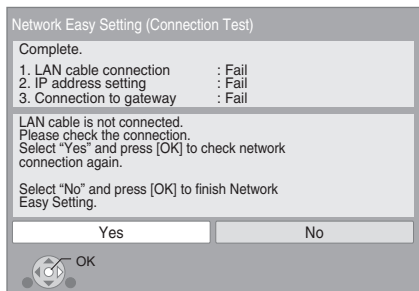 Network Easy Setting (Connection Test)
Complete.
1. LAN cable connection : Fail
2. IP address setting : Fail
3. Connection to gateway : Fail
LAN cable is not connected.
Please check the connection.
Select “Yes” and press [OK] to check network
connection again.
Select “No” and press [OK] to finish Network
Easy Setting.
Yes No
OK